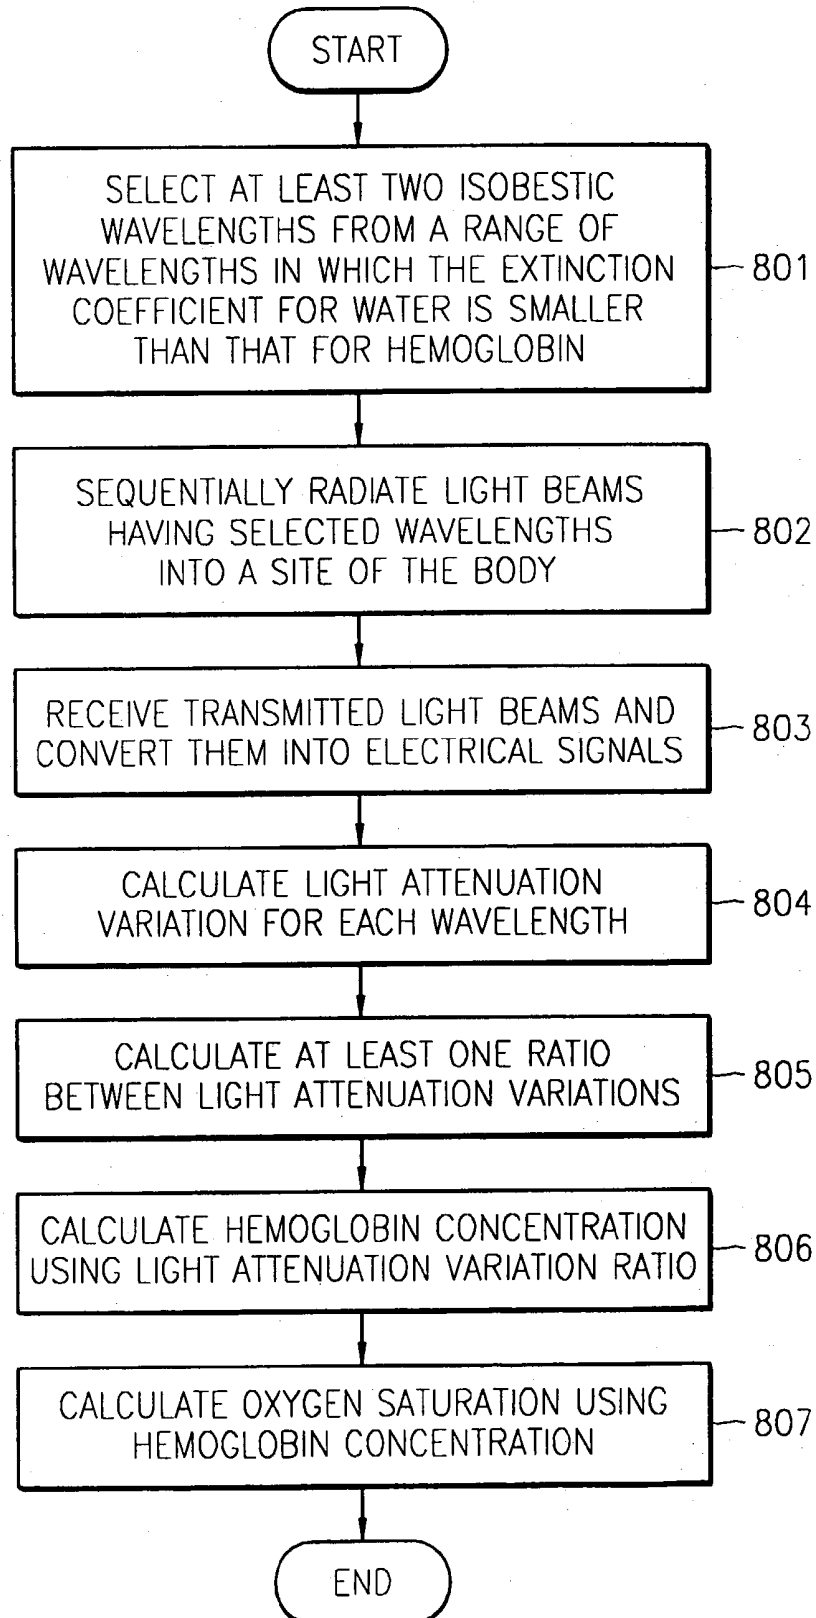 START
SELECT AT LEAST TWO ISOBESTIC
WAVELENGTHS FROM A RANGE OF
WAVELENGTHS IN WHICH THE EXTINCTION
COEFFICIENT FOR WATER IS SMALLER
THAN THAT FOR HEMOGLOBIN
801
SEQUENTIALLY RADIATE LIGHT BEAMS
HAVING SELECTED WAVELENGTHS
INTO A SITE OF THE BODY
802
RECEIVE TRANSMITTED LIGHT BEAMS AND
CONVERT THEM INTO ELECTRICAL SIGNALS
803
CALCULATE LIGHT ATTENUATION
VARIATION FOR EACH WAVELENGTH
804
CALCULATE AT LEAST ONE RATIO
BETWEEN LIGHT ATTENUATION VARIATIONS
805
CALCULATE HEMOGLOBIN CONCENTRATION
USING LIGHT ATTENUATION VARIATION RATIO
806
CALCULATE OXYGEN SATURATION USING
HEMOGLOBIN CONCENTRATION
807
END